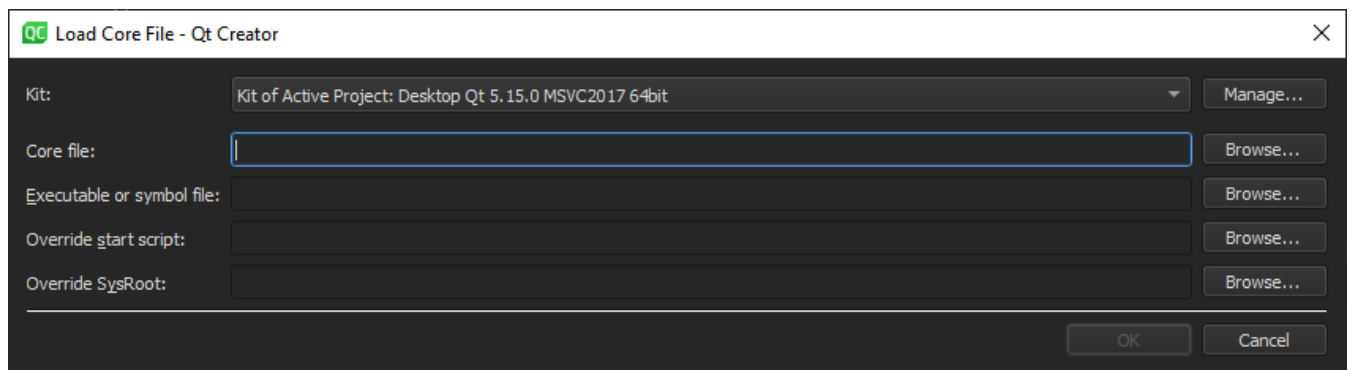 QC Load Core File - Qt Creator
Kit: Kit of Active Project: Desktop Qt 5.15.0 MSVC2017 64bit Manage...
Core file: Browse...
Executable or symbol file: Browse...
Override start script: Browse...
Override SysRoot: Browse...
OK Cancel